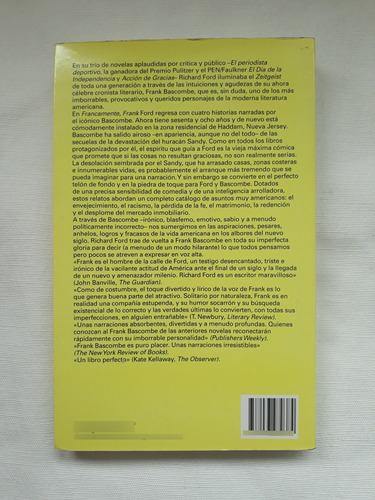 En su trío de novelas aplaudidas por crítica y público –El periodista
deportivo, la ganadora del Premio Pulitzer y el PEN/Faulkner El Día de la
Independencia y Acción de Gracias– Richard Ford iluminaba el Zeitgeist
de toda una generación a través de las intuiciones y agudezas de su ahora
célebre cronista literario, Frank Bascombe, que es, sin duda, uno de los más
imborrables, provocativos y queridos personajes de la moderna literatura
americana.
En Francamente, Frank Ford regresa con cuatro historias narradas por
el icónico Bascombe. Ahora tiene sesenta y ocho años y de nuevo está
cómodamente instalado en la zona residencial de Haddam, Nueva Jersey.
Bascombe ha salido airoso -en apariencia, aunque no del todo- de las
secuelas de la devastación del huracán Sandy. Como en todos los libros
protagonizados por él, el espíritu que guía a Ford es la vieja máxima cómica
que promete que si las cosas no resultan graciosas, no son realmente serias.
La desolación sembrada por el Sandy, que ha arrasado casas, zonas costeras
e innumerables vidas, es probablemente el arranque más tremendo que se
pueda imaginar para una narración. Y sin embargo se convierte en el perfecto
telón de fondo y en la piedra de toque para Ford y Bascombe. Dotados
de una precisa sensibilidad de comedia y de una inteligencia arrolladora,
estos relatos abordan un completo catálogo de asuntos muy americanos: el
envejecimiento, el racismo, la pérdida de la fe, el matrimonio, la redención
y el desplome del mercado inmobiliario.
A través de Bascombe -irónico, blasfemo, emotivo, sabio y a menudo
políticamente incorrecto- nos sumergimos en las aspiraciones, pesares,
anhelos, logros y fracasos de la vida americana en los albores del nuevo
siglo. Richard Ford trae de vuelta a Frank Bascombe en toda su imperfecta
gloria para decir (a menudo de un modo hilarante) lo que todos pensamos
pero pocos se atreven a expresar en voz alta.
«Frank es el hombre de la calle de Ford, un testigo desencantado, triste e
irónico de la vacilante actitud de América ante el final de un siglo y la llegada
de un nuevo y amenazador milenio. Richard Ford es un escritor maravilloso»
(John Banville, The Guardian).
«Como de costumbre, el toque divertido y lírico de la voz de Frank es lo
que genera buena parte del atractivo. Solitario por naturaleza, Frank es en
realidad una compañía estupenda, y su humor socarrón y su búsqueda
existencial de lo correcto y las verdades últimas lo convierten, con todas sus
imperfecciones, en alguien entrañable» (T. Newbury, Literary Review).
«Unas narraciones absorbentes, divertidas y a menudo profundas. Quienes
conozcan al Frank Bascombe de las anteriores novelas reconectarán
rápidamente con su imborrable personalidad» (Publishers Weekly).
«Frank Bascombe es puro placer. Unas narraciones irresistibles»
(The New York Review of Books).
«Un libro perfecto» (Kate Kellaway, The Observer).